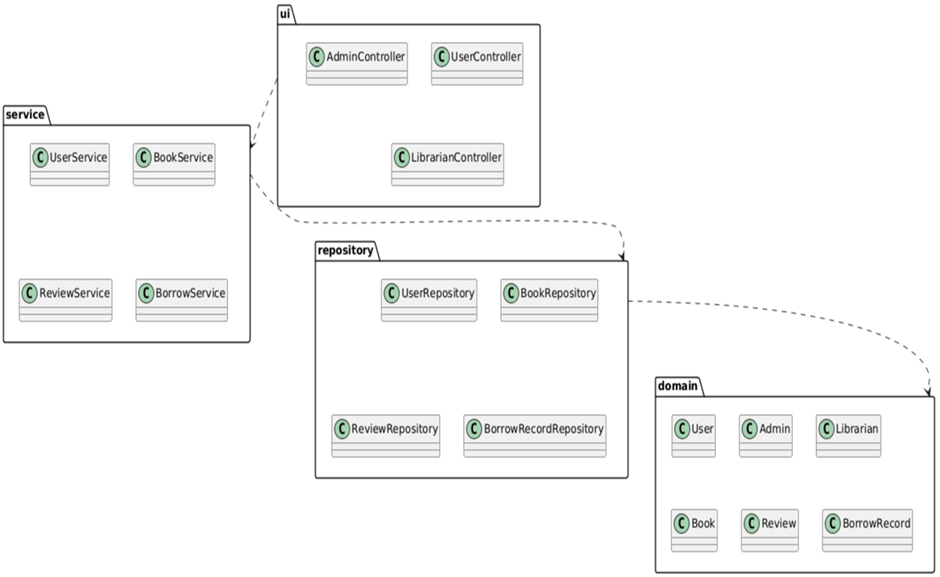 ui
C AdminController
C UserController
C LibrarianController
service
C UserService
C BookService
C ReviewService
C BorrowService
repository
C UserRepository
C BookRepository
C ReviewRepository
C BorrowRecordRepository
domain
C User
C Admin
C Librarian
C Book
C Review
C BorrowRecord